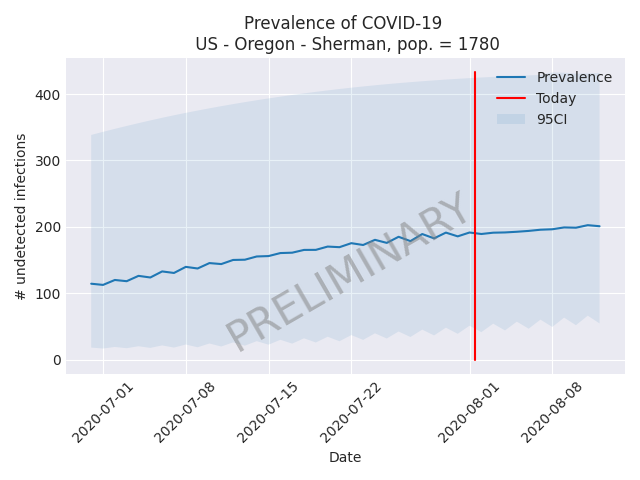 Prevalence of COVID-19
US - Oregon - Sherman, pop. = 1780
Prevalence
Today
95CI
400
300
200
100
0
# undetected infections
PRELIMINARY
2020-07-01
2020-07-08
2020-07-15
2020-07-22
2020-08-01
2020-08-08
Date